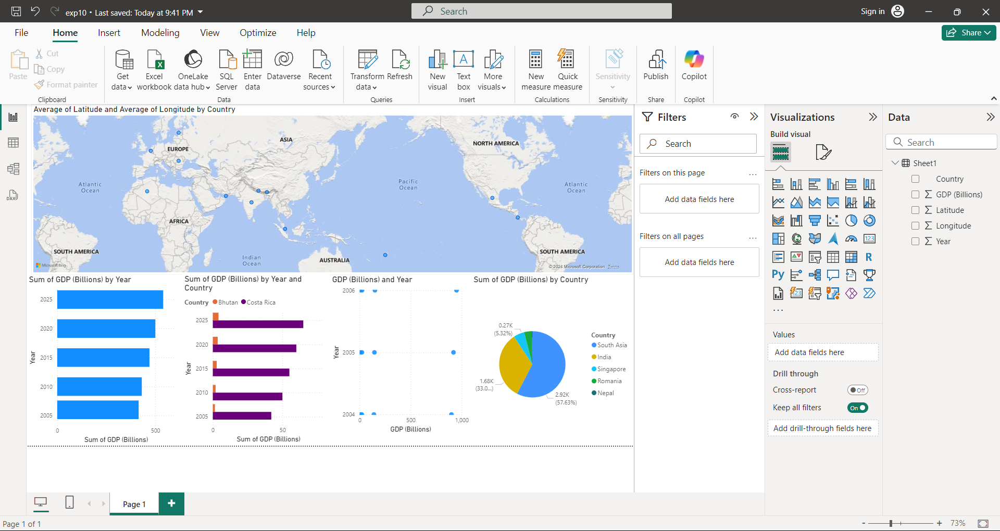 exp10 • Last saved: Today at 9:41 PM
Search
Sign in
File Home Insert Modeling View Optimize Help
Share
Paste
Cut
Copy
Format painter
Clipboard
Get data
Excel workbook
OneLake data hub
SQL Server
Enter data
Dataverse
Recent sources
Data
Transform data
Refresh
Queries
New visual
Text box
More visuals
Insert
New measure
Quick measure
Calculations
Sensitivity
Sensitivity
Publish
Share
Copilot
Copilot
Average of Latitude and Average of Longitude by Country
ASIA
EUROPE
NORTH AMERICA
Atlantic Ocean
Pacific Ocean
Atlantic Ocean
AFRICA
SOUTH AMERICA
Indian Ocean
AUSTRALIA
SOUTH AMERICA
Microsoft Bing
© 2024 Microsoft Corporation Terms
Sum of GDP (Billions) by Year
2025
2020
2015
2010
2005
Year
0 500
Sum of GDP (Billions)
Sum of GDP (Billions) by Year and
Country
Country Bhutan Costa Rica
2025
2020
2015
2010
2005
Year
0 50
Sum of GDP (Billions)
GDP (Billions) and Year
2006
2005
2004
Year
0 500 1,000
GDP (Billions)
Sum of GDP (Billions) by Country
0.27K
(5.32%)
1.68K
(33.0...)
2.92K
(57.63%)
Country
South Asia
India
Singapore
Romania
Nepal
Filters
Search
Filters on this page ...
Add data fields here
Filters on all pages ...
Add data fields here
Visualizations
Build visual
123
R
Py
123
...
Values
Add data fields here
Drill through
Cross-report Off
Keep all filters On
Add drill-through fields here
Data
Search
Sheet1
Country
∑ GDP (Billions)
∑ Latitude
∑ Longitude
∑ Year
DAX
Page 1
+
Page 1 of 1
- + 73%